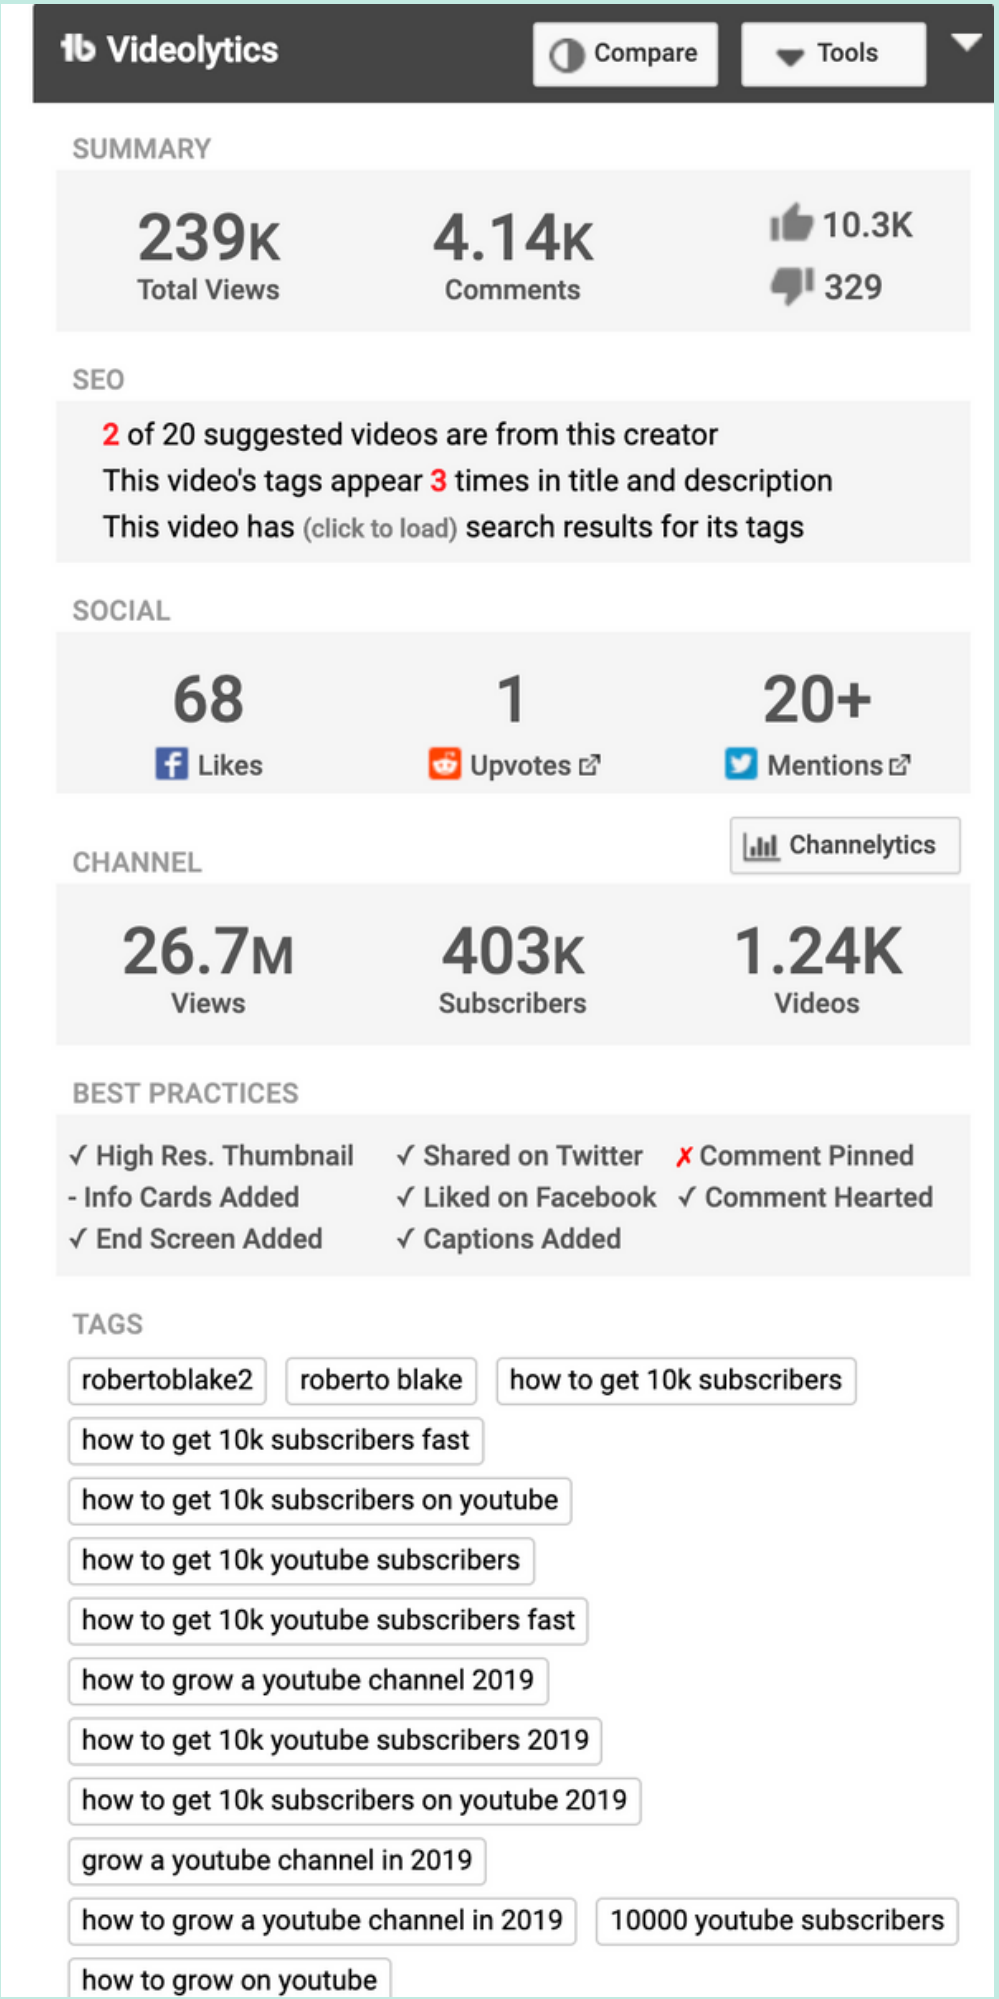 tb Videolytics Compare Tools
SUMMARY
239K 4.14K 10.3K
Total Views Comments 329
SEO
2 of 20 suggested videos are from this creator
This video's tags appear 3 times in title and description
This video has (click to load) search results for its tags
SOCIAL
68 1 20+
f Likes Upvotes Mentions
Channelytics
CHANNEL
26.7M 403K 1.24K
Views Subscribers Videos
BEST PRACTICES
✓ High Res. Thumbnail ✓ Shared on Twitter ✗ Comment Pinned
- Info Cards Added ✓ Liked on Facebook ✓ Comment Hearted
✓ End Screen Added ✓ Captions Added
TAGS
robertoblake2 roberto blake how to get 10k subscribers
how to get 10k subscribers fast
how to get 10k subscribers on youtube
how to get 10k youtube subscribers
how to get 10k youtube subscribers fast
how to grow a youtube channel 2019
how to get 10k youtube subscribers 2019
how to get 10k subscribers on youtube 2019
grow a youtube channel in 2019
how to grow a youtube channel in 2019 10000 youtube subscribers
how to grow on youtube